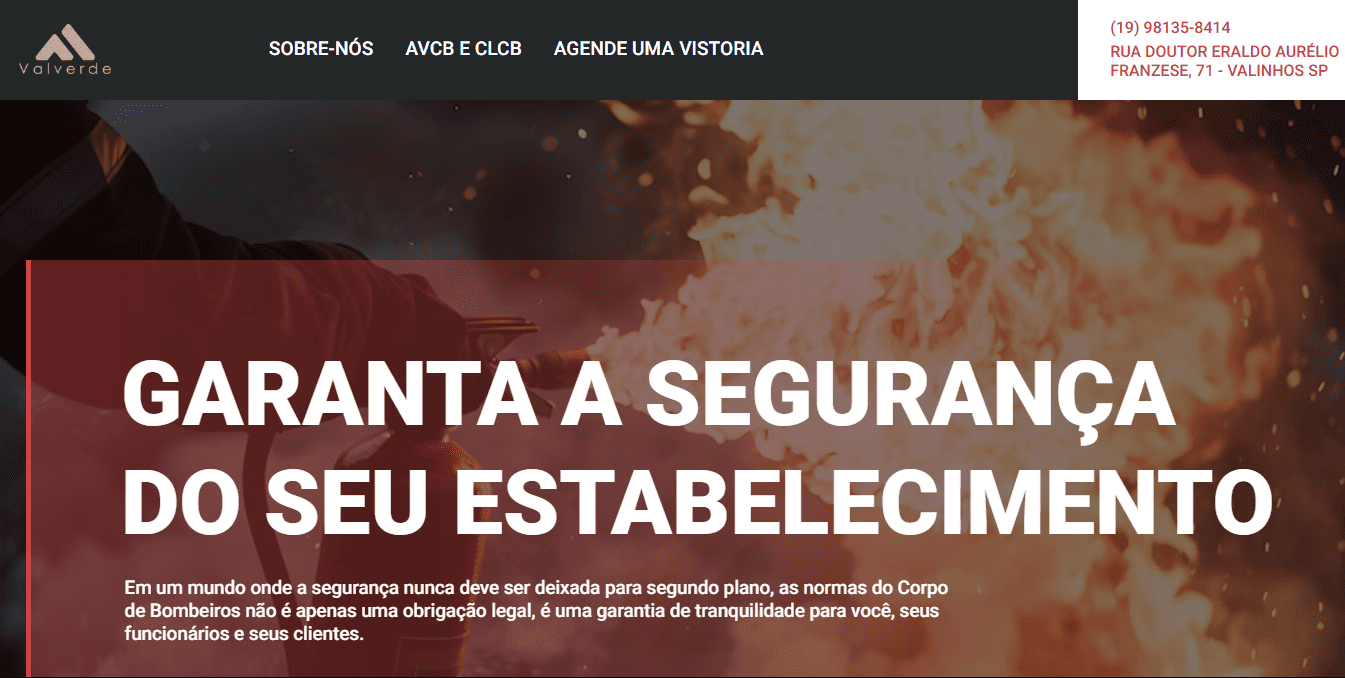 Valverde
SOBRE-NÓS
AVCB E CLCB
AGENDE UMA VISTORIA
(19) 98135-8414
RUA DOUTOR ERALDO AURÉLIO
FRANZESE, 71 - VALINHOS SP
GARANTA A SEGURANÇA
DO SEU ESTABELECIMENTO
Em um mundo onde a segurança nunca deve ser deixada para segundo plano, as normas do Corpo
de Bombeiros não é apenas uma obrigação legal, é uma garantia de tranquilidade para você, seus
funcionários e seus clientes.